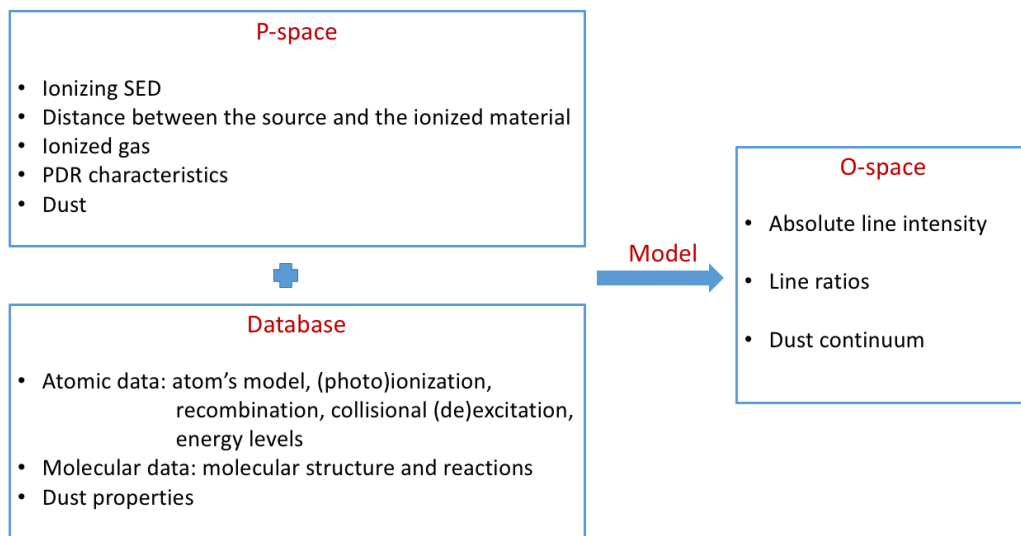 P-space
• Ionizing SED
• Distance between the source and the ionized material
• Ionized gas
• PDR characteristics
• Dust
Database
• Atomic data: atom’s model, (photo)ionization,
recombination, collisional (de)excitation,
energy levels
• Molecular data: molecular structure and reactions
• Dust properties
Model
O-space
• Absolute line intensity
• Line ratios
• Dust continuum